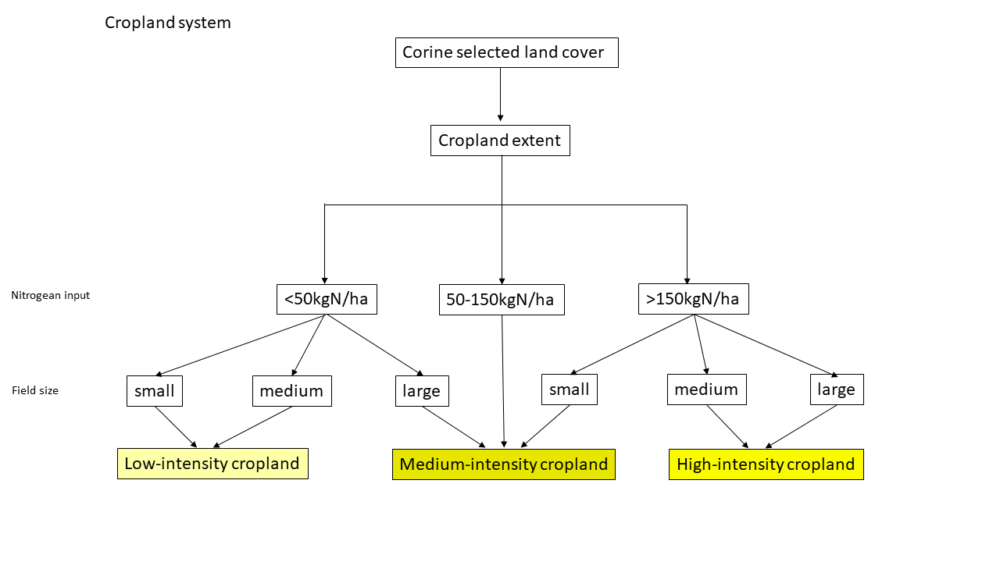 Cropland system
Corine selected land cover
Cropland extent
Nitrogean input
<50kgN/ha
50-150kgN/ha
>150kgN/ha
Field size
small
medium
large
small
medium
large
Low-intensity cropland
Medium-intensity cropland
High-intensity cropland